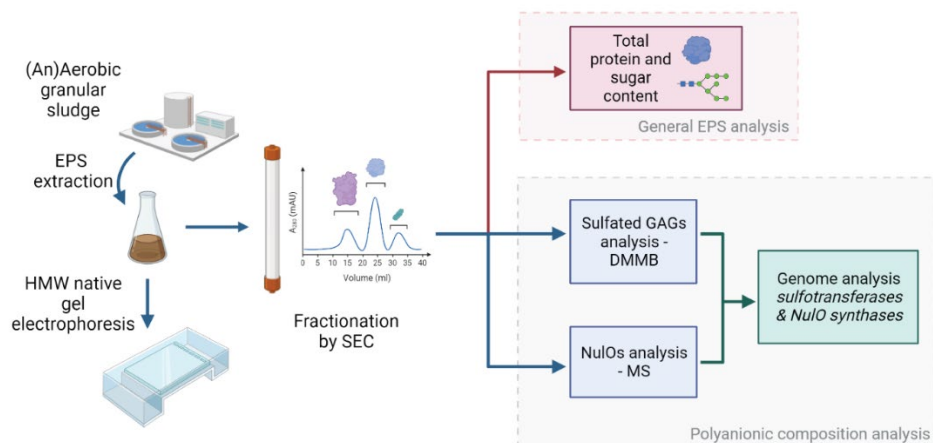 (An)Aerobic
granular
sludge
EPS
extraction
HMW native
gel
electrophoresis
A280 (mAU)
0 5 10 15 20 25 30 35 40
Volume (ml)
Fractionation
by SEC
Total
protein and
sugar
content
General EPS analysis
Sulfated GAGs
analysis -
DMMB
NulOs analysis
- MS
Genome analysis
sulfotransferases
& NulO synthases
Polyanionic composition analysis